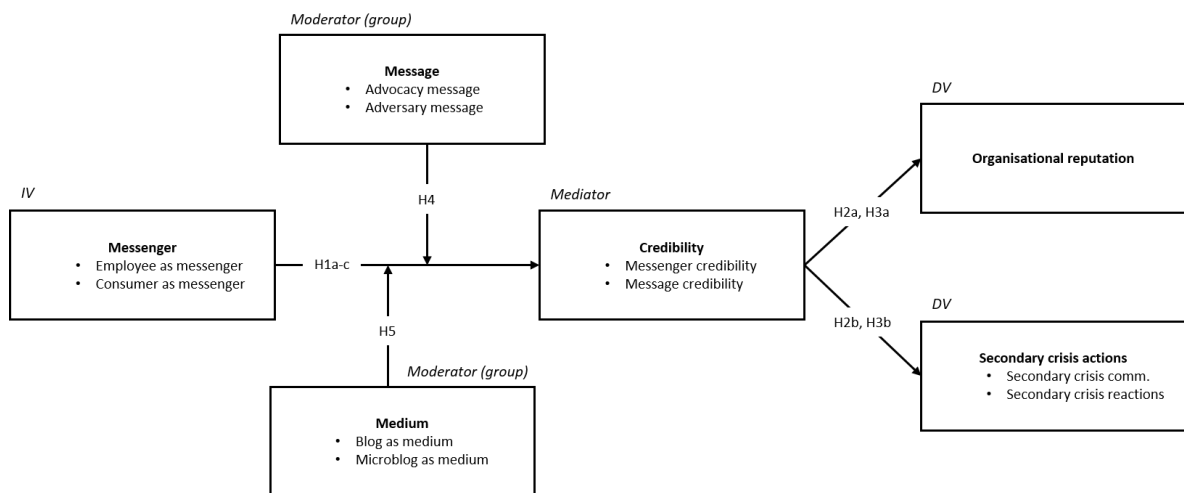 Moderator (group)
Message
• Advocacy message
• Adversary message
DV
Organisational reputation
IV
H4
Mediator
H2a, H3a
Messenger
• Employee as messenger
• Consumer as messenger
H1a-c
Credibility
• Messenger credibility
• Message credibility
DV
H5
H2b, H3b
Moderator (group)
Secondary crisis actions
• Secondary crisis comm.
• Secondary crisis reactions
Medium
• Blog as medium
• Microblog as medium